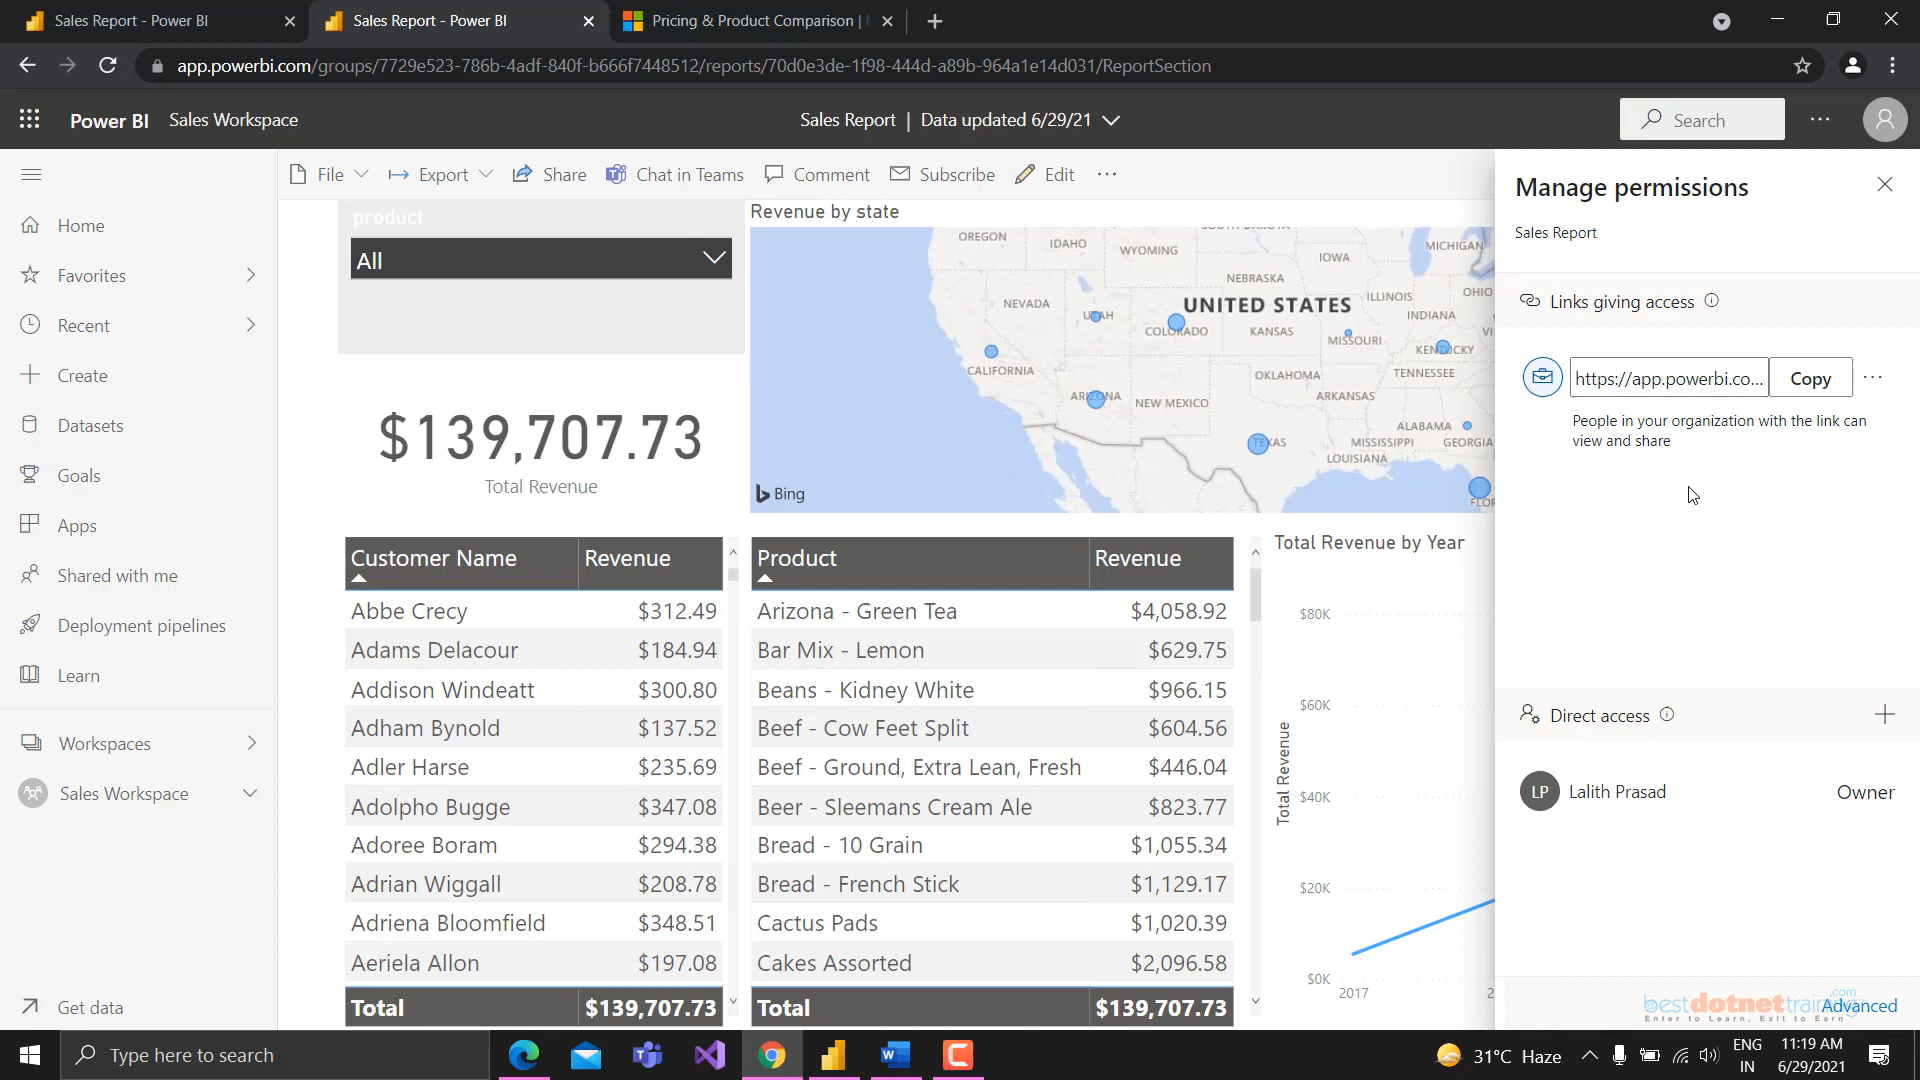 Sales Report - Power BI
Sales Report - Power BI
Pricing & Product Comparison |
app.powerbi.com/groups/7729e523-786b-4adf-840f-b666f7448512/reports/70d0e3de-1f98-444d-a89b-964a1e14d031/ReportSection
Power BI Sales Workspace
Sales Report | Data updated 6/29/21
Search
File
Export
Share
Chat in Teams
Comment
Subscribe
Edit
Home
Favorites
Recent
Create
Datasets
Goals
Apps
Shared with me
Deployment pipelines
Learn
Workspaces
Sales Workspace
Get data
product
All
$139,707.73
Total Revenue
Revenue by state
OREGON
IDAHO
WYOMING
SOUTH DAKOTA
IOWA
MICHIGAN
NEBRASKA
NEVADA
UTAH
COLORADO
UNITED STATES
KANSAS
ILLINOIS
INDIANA
OHIO
MISSOURI
KENTUCKY
CALIFORNIA
ARIZONA
NEW MEXICO
OKLAHOMA
ARKANSAS
TENNESSEE
TEXAS
ALABAMA
MISSISSIPPI
GEORGIA
LOUISIANA
FLOR
Bing
Customer Name Revenue
Abbe Crecy $312.49
Adams Delacour $184.94
Addison Windeatt $300.80
Adham Bynold $137.52
Adler Harse $235.69
Adolpho Bugge $347.08
Adoree Boram $294.38
Adrian Wiggall $208.78
Adriena Bloomfield $348.51
Aeriela Allon $197.08
Total $139,707.73
Product Revenue
Arizona - Green Tea $4,058.92
Bar Mix - Lemon $629.75
Beans - Kidney White $966.15
Beef - Cow Feet Split $604.56
Beef - Ground, Extra Lean, Fresh $446.04
Beer - Sleemans Cream Ale $823.77
Bread - 10 Grain $1,055.34
Bread - French Stick $1,129.17
Cactus Pads $1,020.39
Cakes Assorted $2,096.58
Total $139,707.73
Total Revenue by Year
Total Revenue
$80K
$60K
$40K
$20K
$0K
2017
2
Manage permissions
Sales Report
Links giving access
https://app.powerbi.co...
Copy
People in your organization with the link can
view and share
Direct access
LP Lalith Prasad Owner
bestdotnettraining
.com
Enter to Learn, Exit to Earn
Advanced
Type here to search
31°C Haze
ENG
IN
11:19 AM
6/29/2021